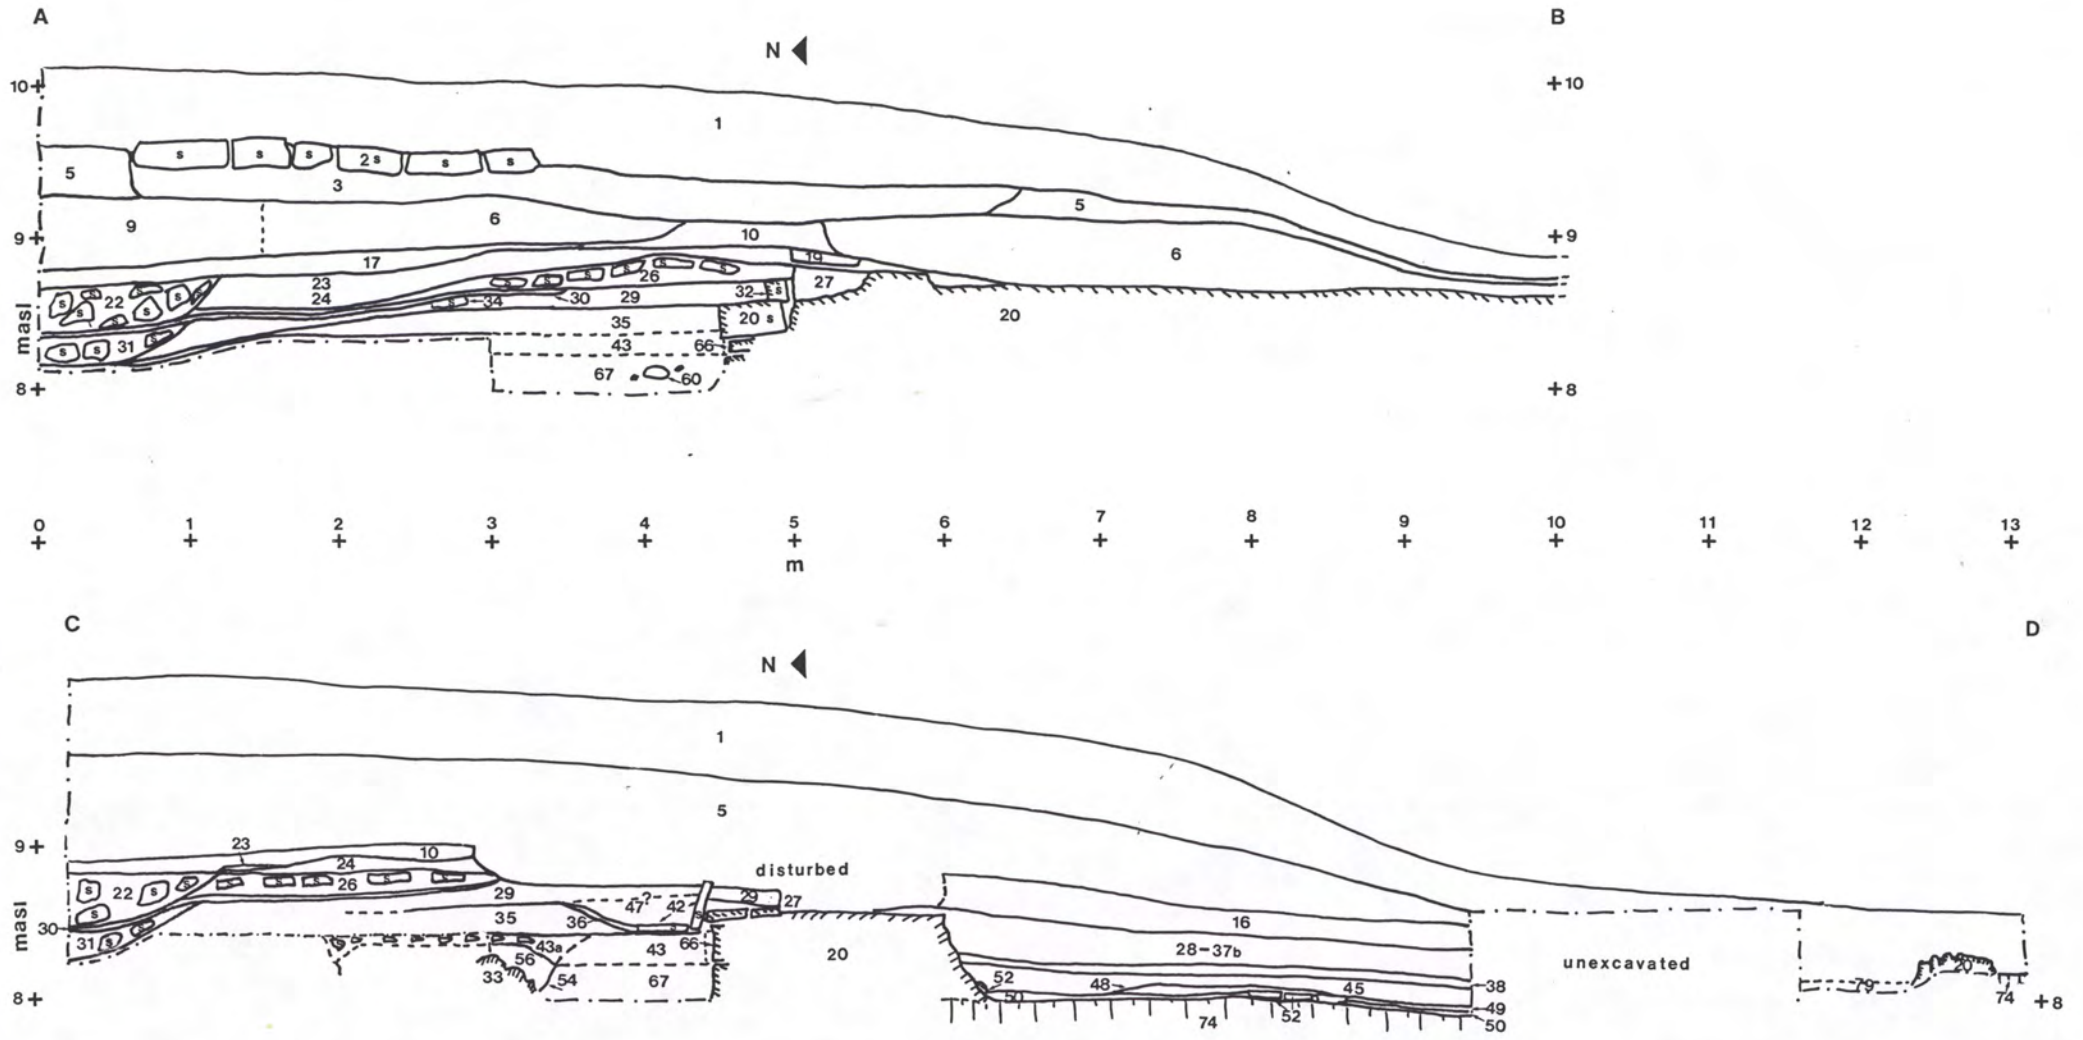 A B
N
10 10
1
s s s 2 s s s
5 3 5
9 6
9 10 9
17 19 6
23 26 27
22 24 34 30 29 32 s
s s s s s s s s s s s s s
35 20 s 20
masl
s s 31 s 43 66
67 60
8 8
0 1 2 3 4 5 6 7 8 9 10 11 12 13
m
C D
N
1
5
9 23 24 10 disturbed
s 22 s s s s s s s 26 29 47? 42 29 27
masl
s 35 36 s s 16
30 31 s s 43a 43 66 28-37b
56 20 unexcavated
33 54 67 52 48 45 38 20
8 50 52 49 79 74 8
74 50